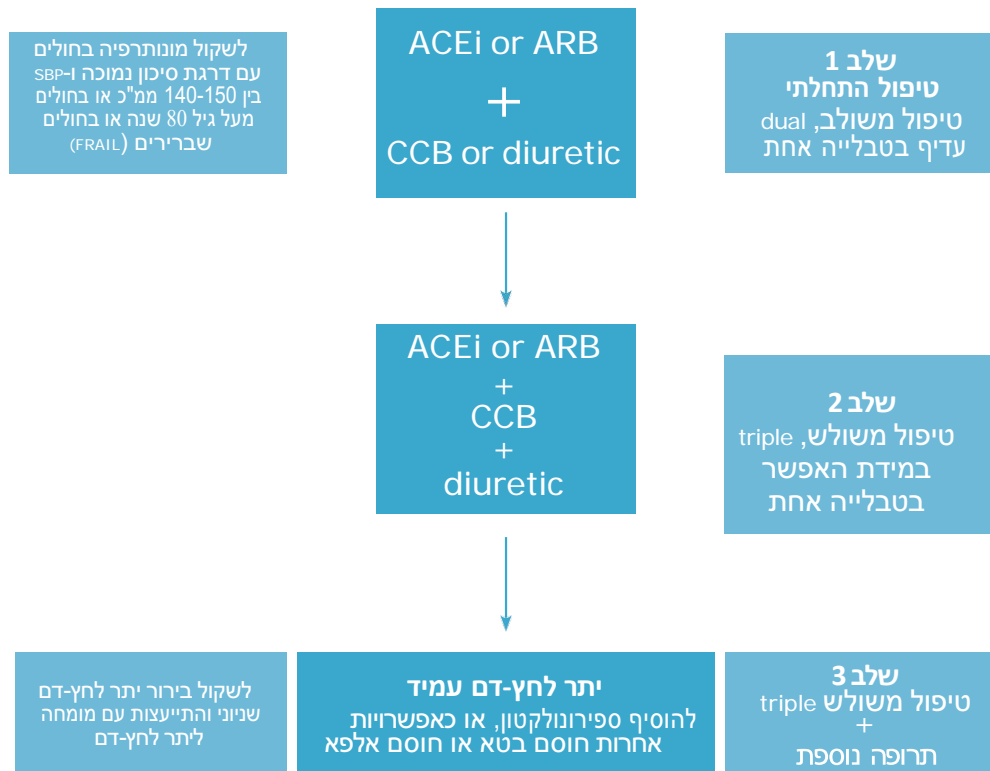 שלב 1
טיפול התחלתי
טיפול משולב, dual
עדיף בטבלייה אחת
ACEi or ARB
+
CCB or diuretic
לשקול מונותרפיה בחולים
עם דרגת סיכון נמוכה ו-SBP
בין 140-150 ממ"כ או בחולים
מעל גיל 80 שנה או בחולים
שברירים (FRAIL)
שלב 2
טיפול משולש, triple
במידת האפשר
בטבלייה אחת
ACEi or ARB
+
CCB
+
diuretic
שלב 3
טיפול משולש triple
+
תרופה נוספת
יתר לחץ-דם עמיד
להוסיף ספירונולקטון, או כאפשרויות
אחרות חוסם בטא או חוסם אלפא
לשקול בירור יתר לחץ-דם
שניוני והתייעצות עם מומחה
ליתר לחץ-דם